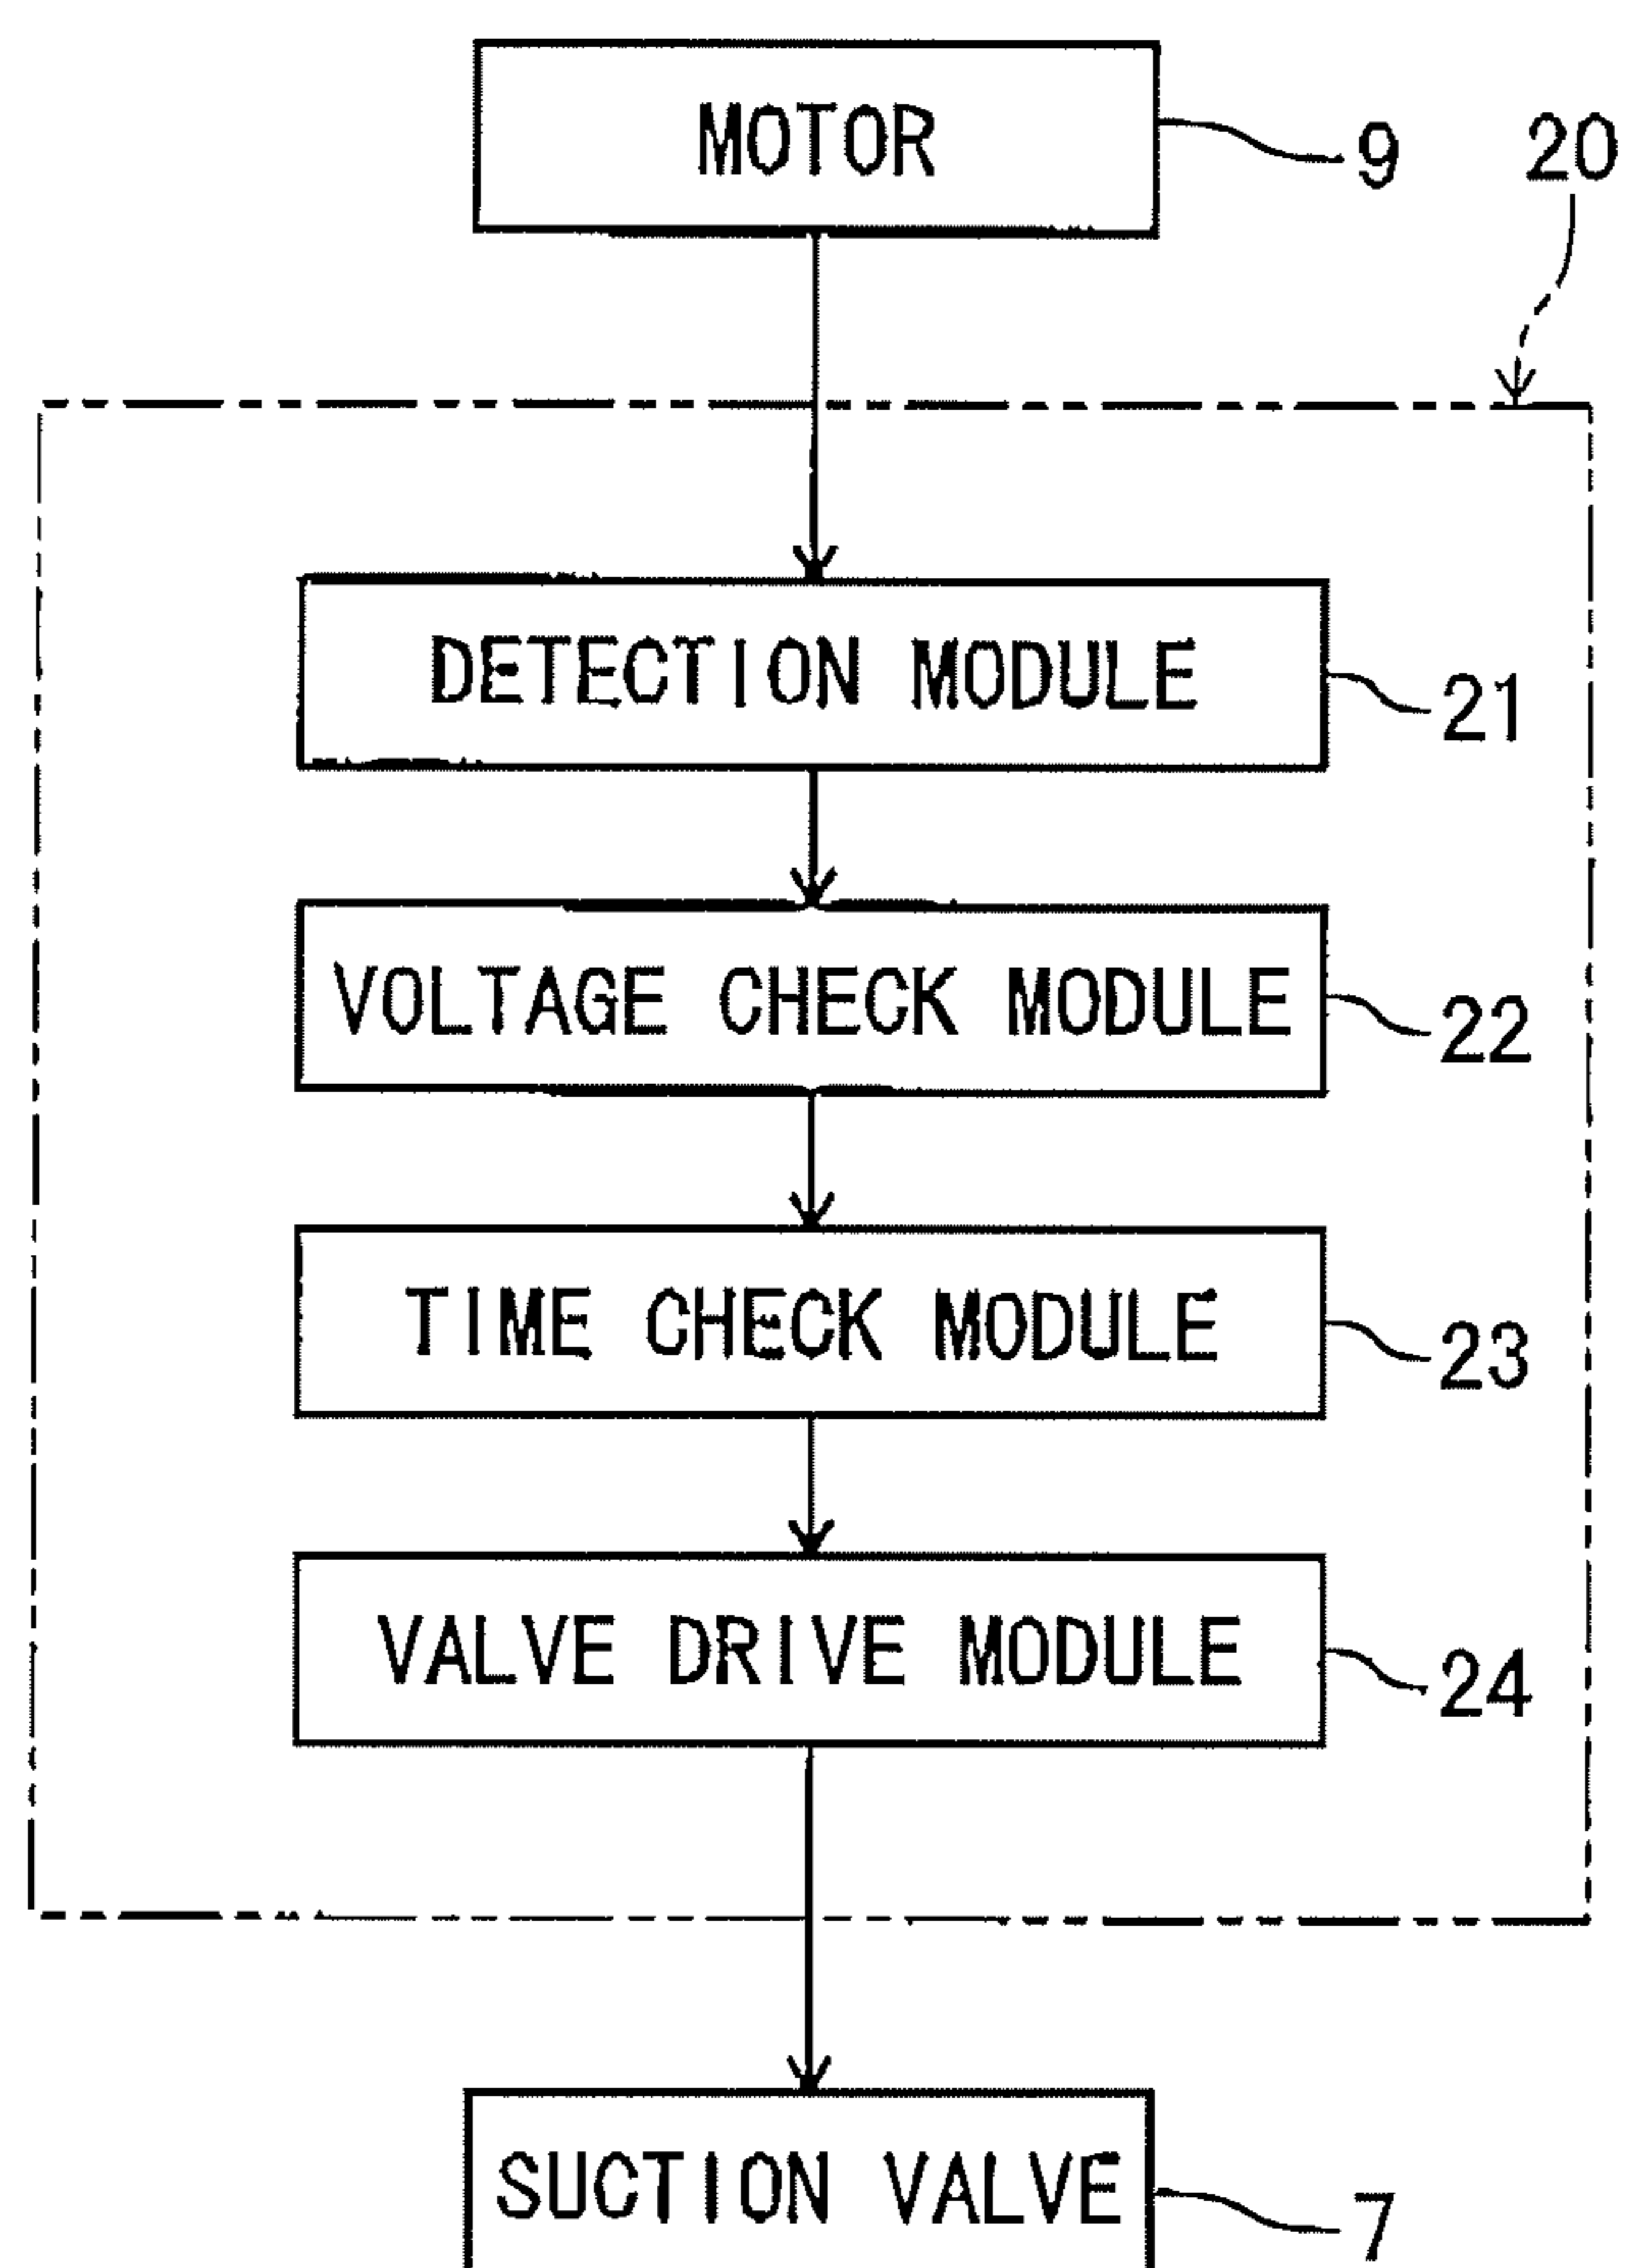 MOTOR
9
20
DETECTION MODULE
21
VOLTAGE CHECK MODULE
22
TIME CHECK MODULE
23
VALVE DRIVE MODULE
24
SUCTION VALVE
7